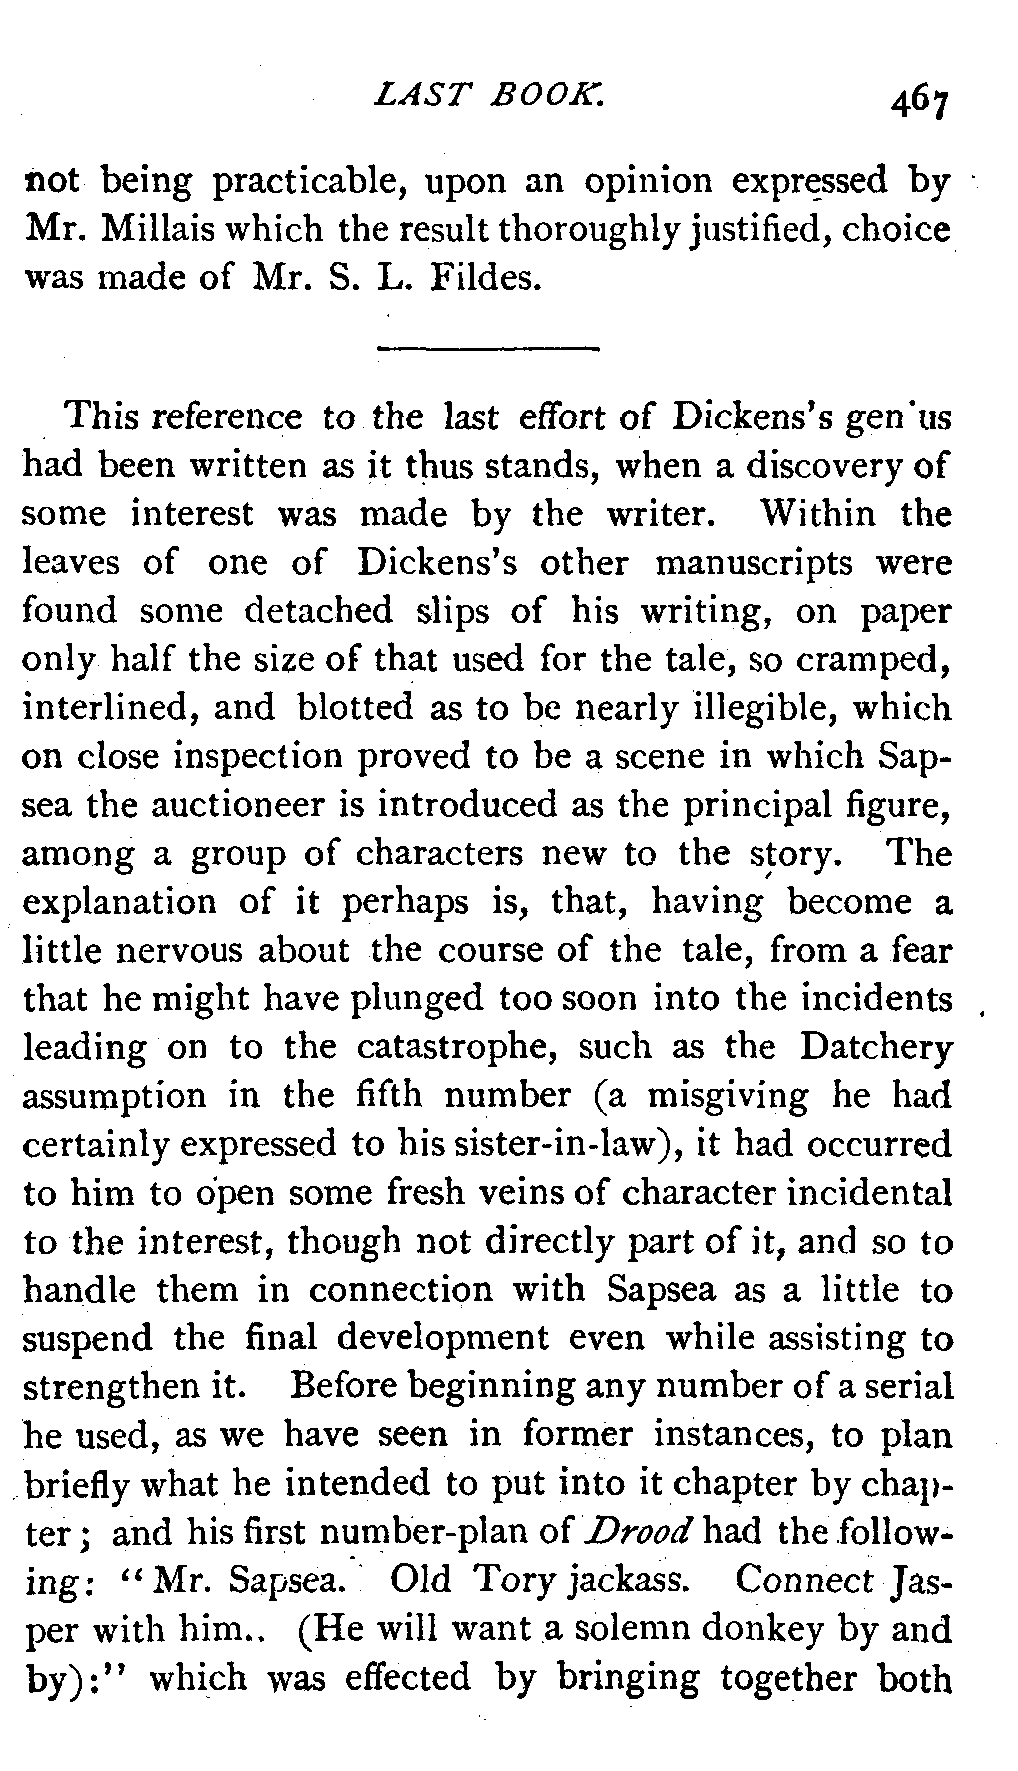 LAST BOOK. 467
not being practicable, upon an opinion expressed by
Mr. Millais which the result thoroughly justified, choice
was made of Mr. S. L. Fildes.
This reference to the last effort of Dickens's gen'us
had been written as it thus stands, when a discovery of
some interest was made by the writer. Within the
leaves of one of Dickens's other manuscripts were
found some detached slips of his writing, on paper
only half the size of that used for the tale, so cramped,
interlined, and blotted as to be nearly illegible, which
on close inspection proved to be a scene in which Sap-
sea the auctioneer is introduced as the principal figure,
among a group of characters new to the story. The
explanation of it perhaps is, that, having become a
little nervous about the course of the tale, from a fear
that he might have plunged too soon into the incidents
leading on to the catastrophe, such as the Datchery
assumption in the fifth number (a misgiving he had
certainly expressed to his sister-in-law), it had occurred
to him to open some fresh veins of character incidental
to the interest, though not directly part of it, and so to
handle them in connection with Sapsea as a little to
suspend the final development even while assisting to
strengthen it. Before beginning any number of a serial
he used, as we have seen in former instances, to plan
briefly what he intended to put into it chapter by chap-
ter; and his first number-plan of Drood had the follow-
ing: "Mr. Sapsea. Old Tory jackass. Connect Jas-
per with him.. (He will want a solemn donkey by and
by):" which was effected by bringing together both